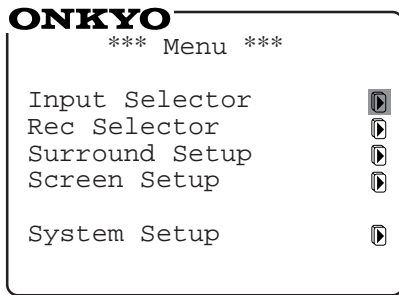 ONKYO
*** Menu ***
Input Selector
Rec Selector
Surround Setup
Screen Setup
System Setup